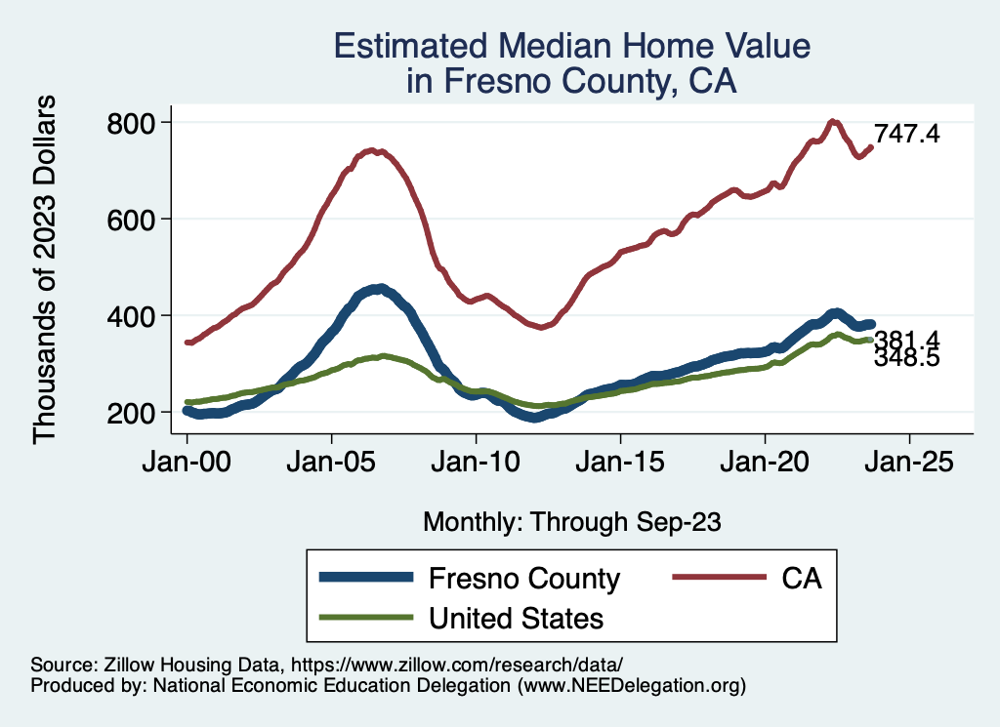 Estimated Median Home Value
in Fresno County, CA
Thousands of 2023 Dollars
800
600
400
200
747.4
381.4
348.5
Jan-00 Jan-05 Jan-10 Jan-15 Jan-20 Jan-25
Monthly: Through Sep-23
Fresno County CA
United States
Source: Zillow Housing Data, https://www.zillow.com/research/data/
Produced by: National Economic Education Delegation (www.NEEDelegation.org)